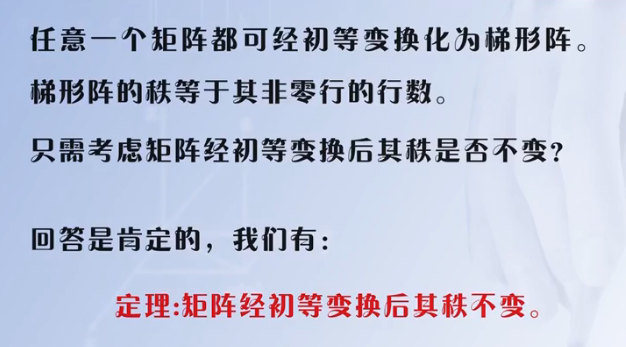 任意一个矩阵都可经初等变换化为梯形阵。
梯形阵的秩等于其非零行的行数。
只需考虑矩阵经初等变换后其秩是否不变？
回答是肯定的，我们有：
定理:矩阵经初等变换后其秩不变。